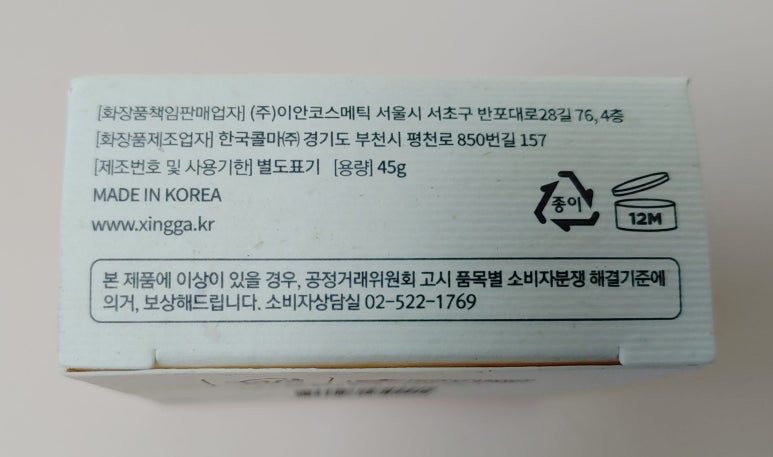 [화장품책임판매업자] (주)이안코스메틱 서울시 서초구 반포대로28길 76, 4층
[화장품제조업자] 한국콜마㈜ 경기도 부천시 평천로 850번길 157
[제조번호 및 사용기한] 별도표기 [용량] 45g
MADE IN KOREA
www.xingga.kr
종이
12M
본 제품에 이상이 있을 경우, 공정거래위원회 고시 품목별 소비자분쟁 해결기준에
의거, 보상해드립니다. 소비자상담실 02-522-1769